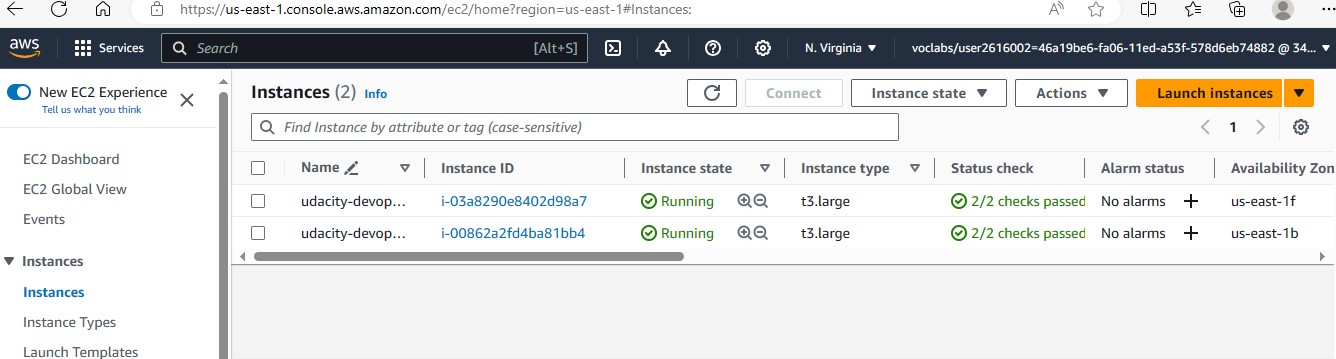 https://us-east-1.console.aws.amazon.com/ec2/home?region=us-east-1#Instances:
aws Services Search [Alt+S] N. Virginia ▼ voclabs/user2616002=46a19be6-fa06-11ed-a53f-578d6eb74882 @ 34... ▼
New EC2 Experience
Tell us what you think
EC2 Dashboard
EC2 Global View
Events
▼ Instances
Instances
Instance Types
Launch Templates
Instances (2) Info Connect Instance state ▼ Actions ▼ Launch instances ▼
Find Instance by attribute or tag (case-sensitive)
1
Name Instance ID Instance state Instance type Status check Alarm status Availability Zon
udacity-devop... i-03a8290e8402d98a7 Running t3.large 2/2 checks passed No alarms + us-east-1f
udacity-devop... i-00862a2fd4ba81bb4 Running t3.large 2/2 checks passed No alarms + us-east-1b